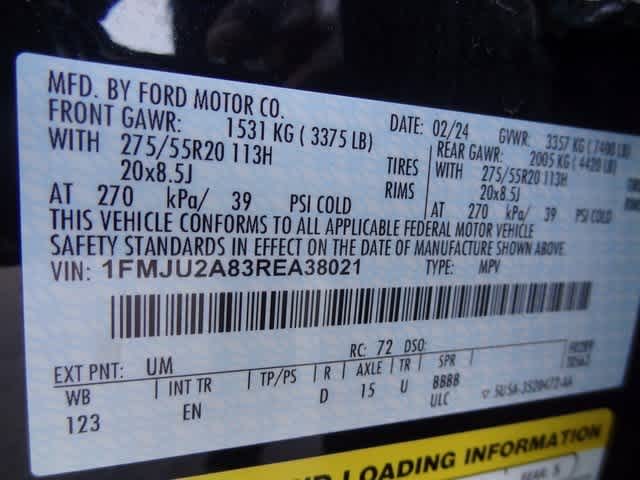 MFD. BY FORD MOTOR CO.
DATE: 02/24 GVWR: 3357 KG (7400 LB)
FRONT GAWR: 1531 KG (3375 LB) REAR GAWR: 2005 KG (4420 LB)
WITH 275/55R20 113H TIRES WITH 275/55R20 113H
20x8.5J RIMS 20x8.5J
AT 270 kPa/ 39 PSI COLD AT 270 kPa/ 39 PSI COLD
THIS VEHICLE CONFORMS TO ALL APPLICABLE FEDERAL MOTOR VEHICLE
SAFETY STANDARDS IN EFFECT ON THE DATE OF MANUFACTURE SHOWN ABOVE.
VIN: 1FMJU2A83REA38021 TYPE: MPV
EXT PNT: UM RC: 72 DSO:
WB INT TR TP/PS R AXLE TR SPR
123 EN D 15 U BBBB
ULC
LOADING INFORMATION
REAR: 5